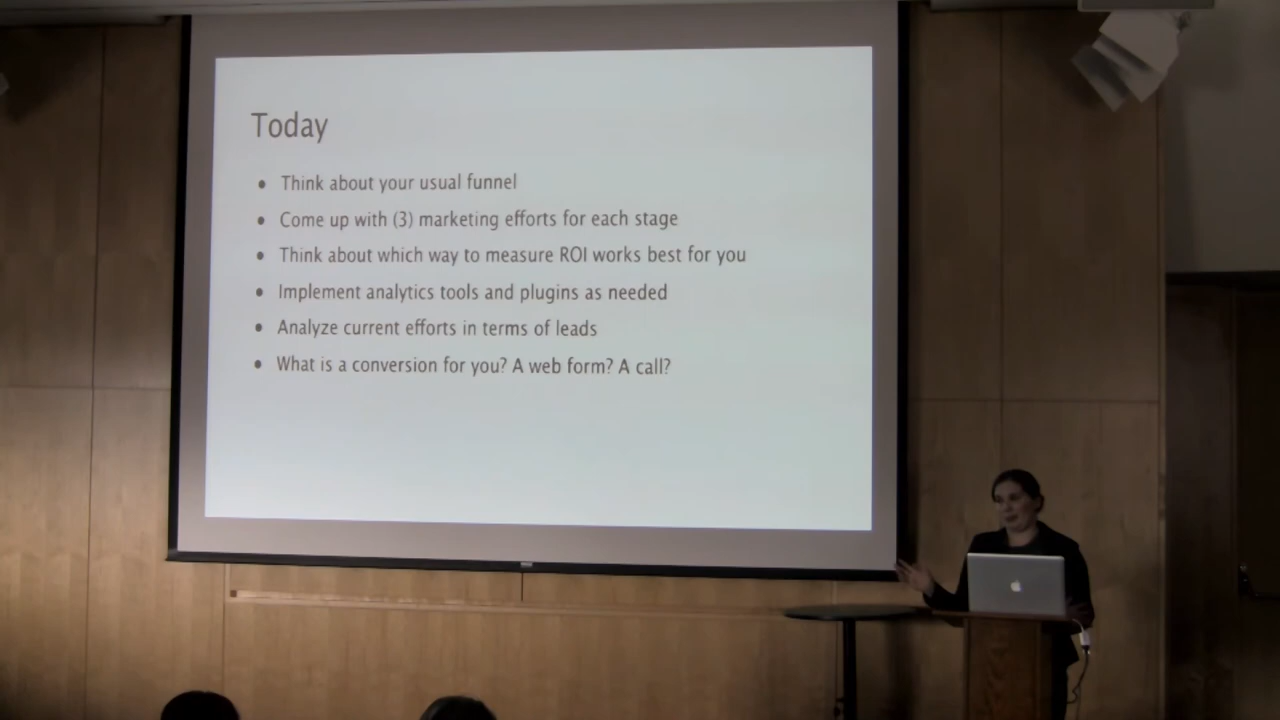 Today
• Think about your usual funnel
• Come up with (3) marketing efforts for each stage
• Think about which way to measure ROI works best for you
• Implement analytics tools and plugins as needed
• Analyze current efforts in terms of leads
• What is a conversion for you? A web form? A call?